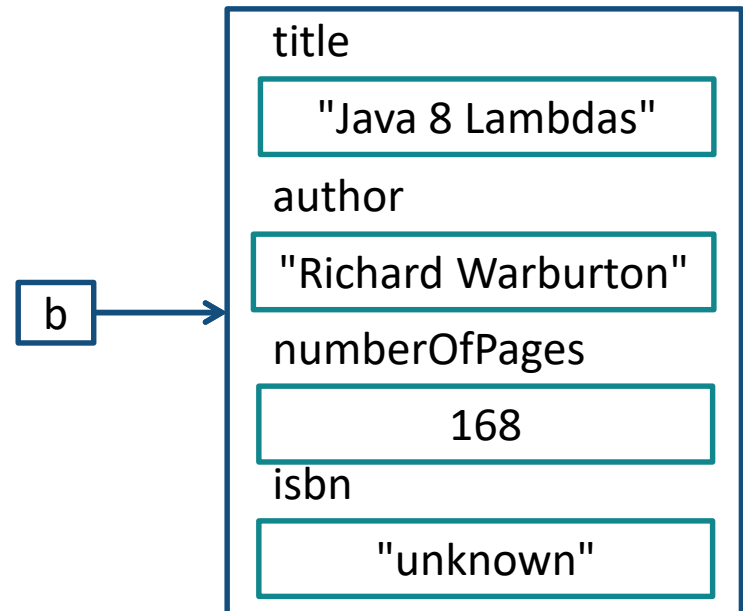 title
"Java 8 Lambdas"
author
"Richard Warburton"
b
numberOfPages
168
isbn
"unknown"